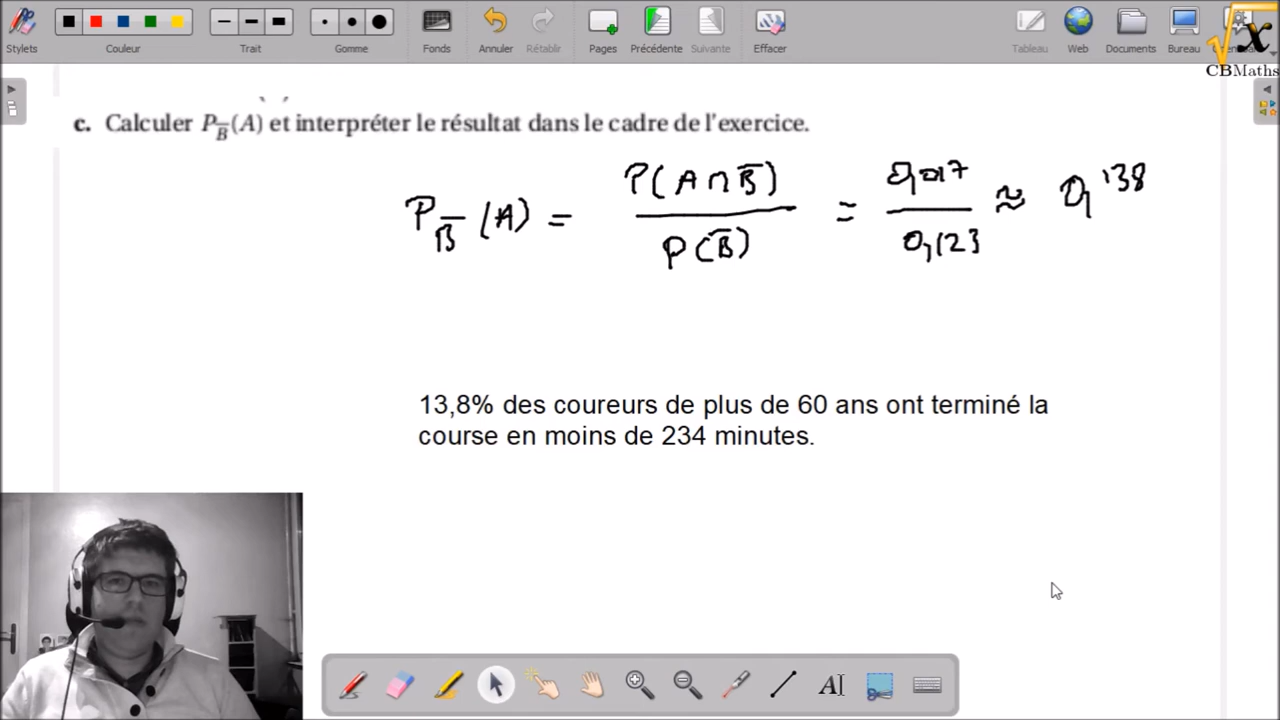 Stylets
Couleur
Trait
Gomme
Fonds
Annuler
Rétablir
Pages
Précédente
Suivante
Effacer
Tableau
Web
Documents
Bureau
√x
CBMaths
c. Calculer P_B̅(A) et interpréter le résultat dans le cadre de l'exercice.
P_B̅(A) = P(A∩B̅) / P(B̅) = 0,017 / 0,123 ≈ 0,138
13,8% des coureurs de plus de 60 ans ont terminé la
course en moins de 234 minutes.
AI